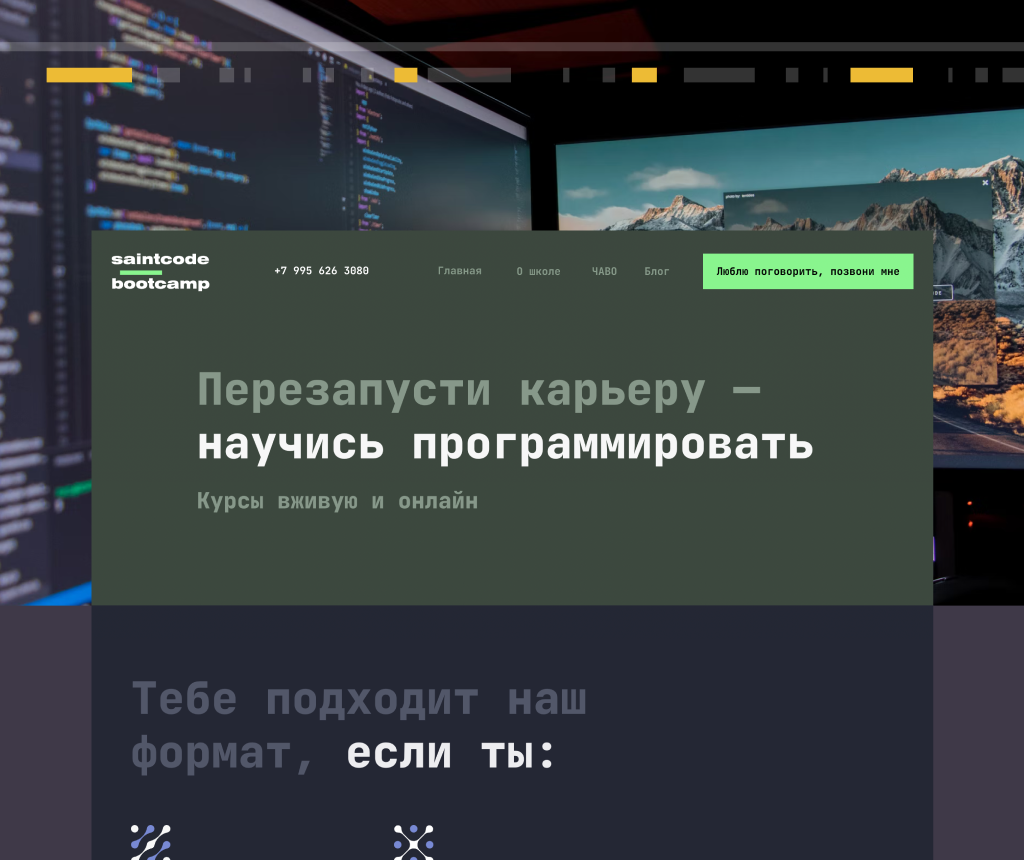 saintcode
bootcamp
+7 995 626 3080
Главная
О школе
ЧАВО
Блог
Люблю поговорить, позвони мне
Перезапусти карьеру —
научись программировать
Курсы вживую и онлайн
Тебе подходит наш
формат, если ты: